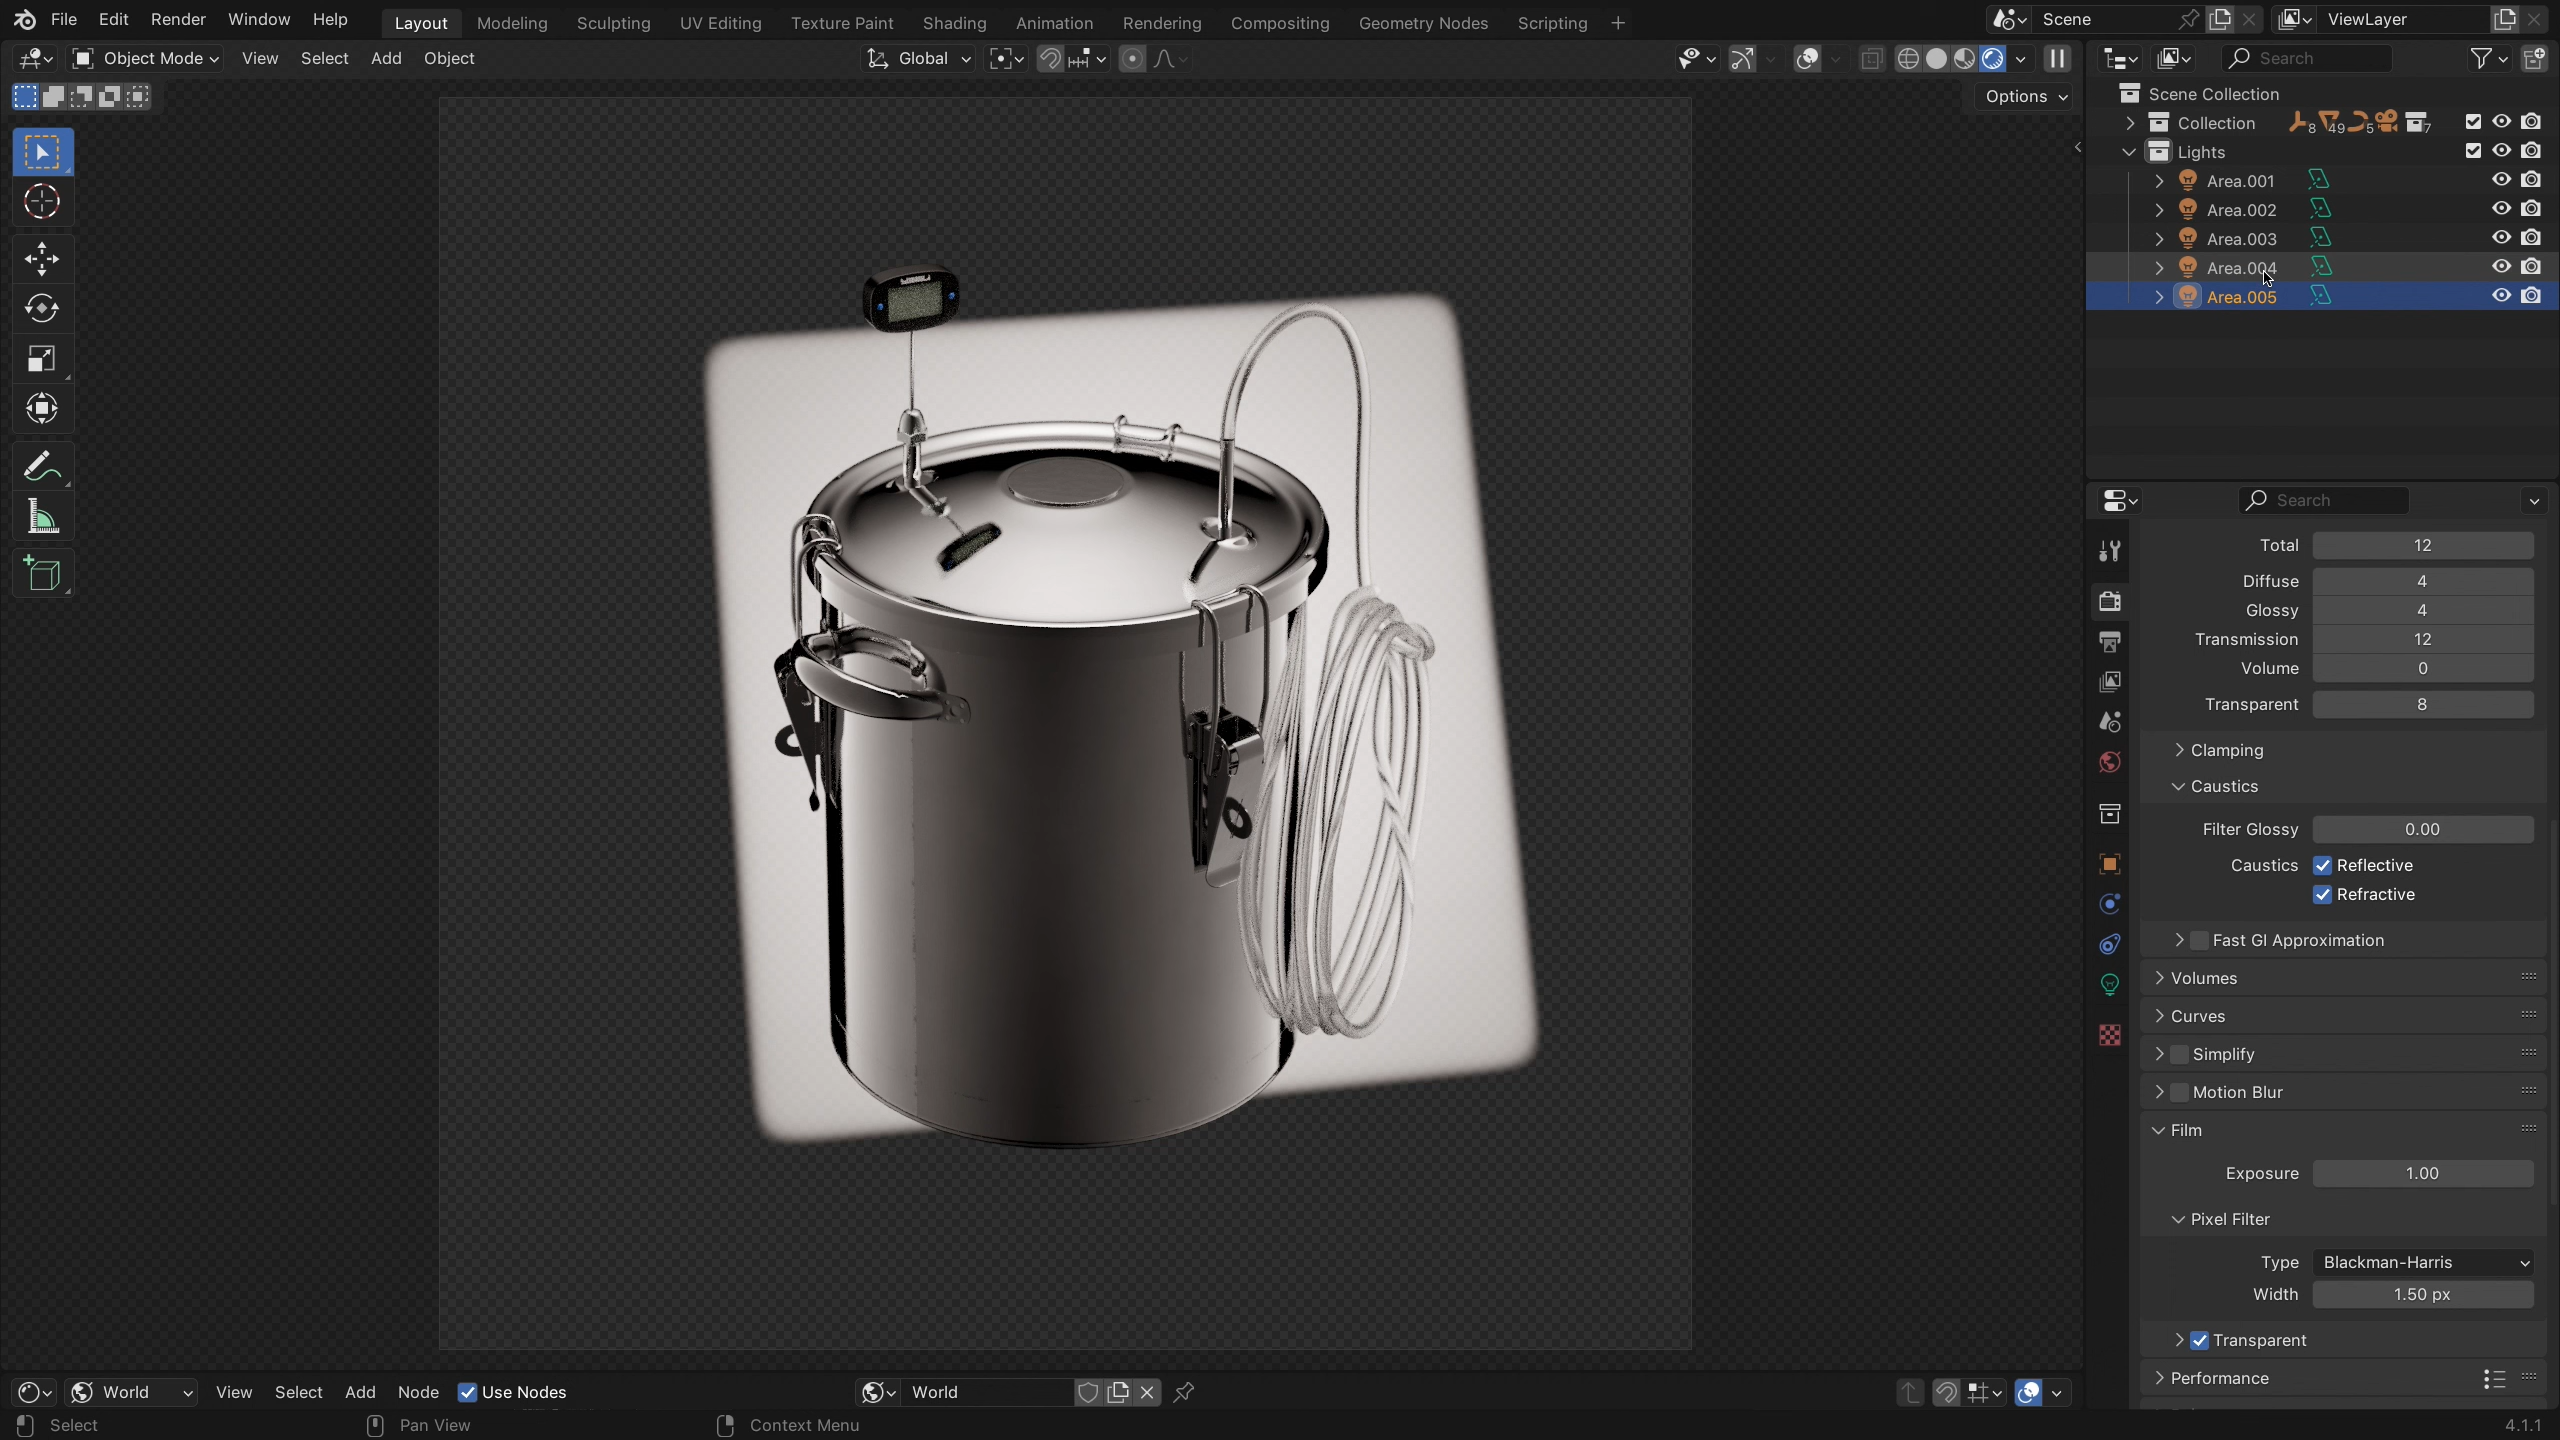 File Edit Render Window Help Layout Modeling Sculpting UV Editing Texture Paint Shading Animation Rendering Compositing Geometry Nodes Scripting + Scene ViewLayer
Object Mode View Select Add Object Global Search
Options
Scene Collection
Collection 8 49 5 7
Lights
Area.001
Area.002
Area.003
Area.004
Area.005
Search
Total 12
Diffuse 4
Glossy 4
Transmission 12
Volume 0
Transparent 8
Clamping
Caustics
Filter Glossy 0.00
Caustics Reflective
Refractive
Fast GI Approximation
Volumes
Curves
Simplify
Motion Blur
Film
Exposure 1.00
Pixel Filter
Type Blackman-Harris
Width 1.50 px
Transparent
Performance
World View Select Add Node Use Nodes World
Select Pan View Context Menu 4.1.1